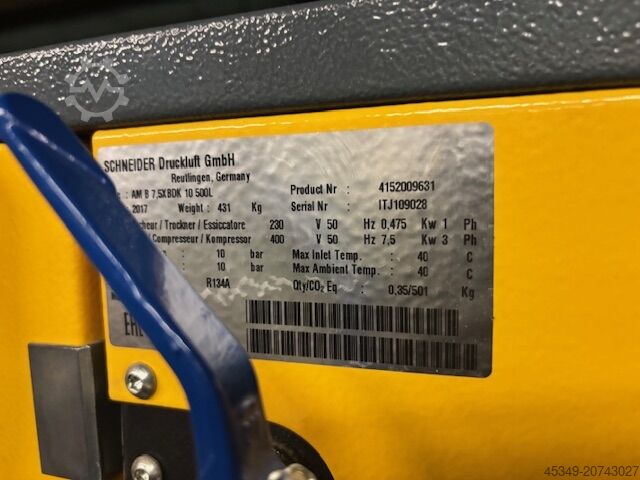 SCHNEIDER Druckluft GmbH
Reutlingen, Germany
: AM B 7,5XBDK 10 500L Product Nr : 4152009631
2017 Weight : 431 Kg Serial Nr : ITJ109028
/ Trockner / Essiccatore 230 V 50 Hz 0,475 Kw 1 Ph
Compresseur / Kompressor 400 V 50 Hz 7,5 Kw 3 Ph
: 10 bar Max Inlet Temp. : 40 C
: 10 bar Max Ambient Temp. : 40 C
R134A Qty/CO₂ Eq : 0,35/501 Kg
45349-20743027